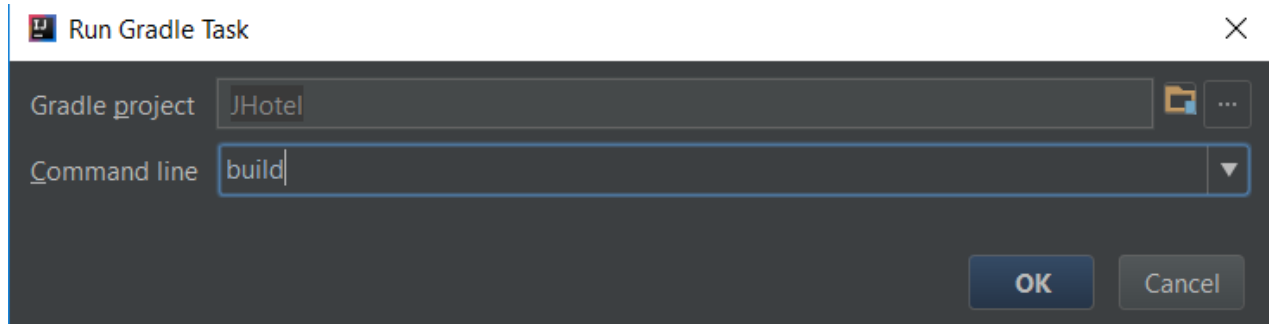 Run Gradle Task
Gradle project JHotel ...
Command line build
OK Cancel